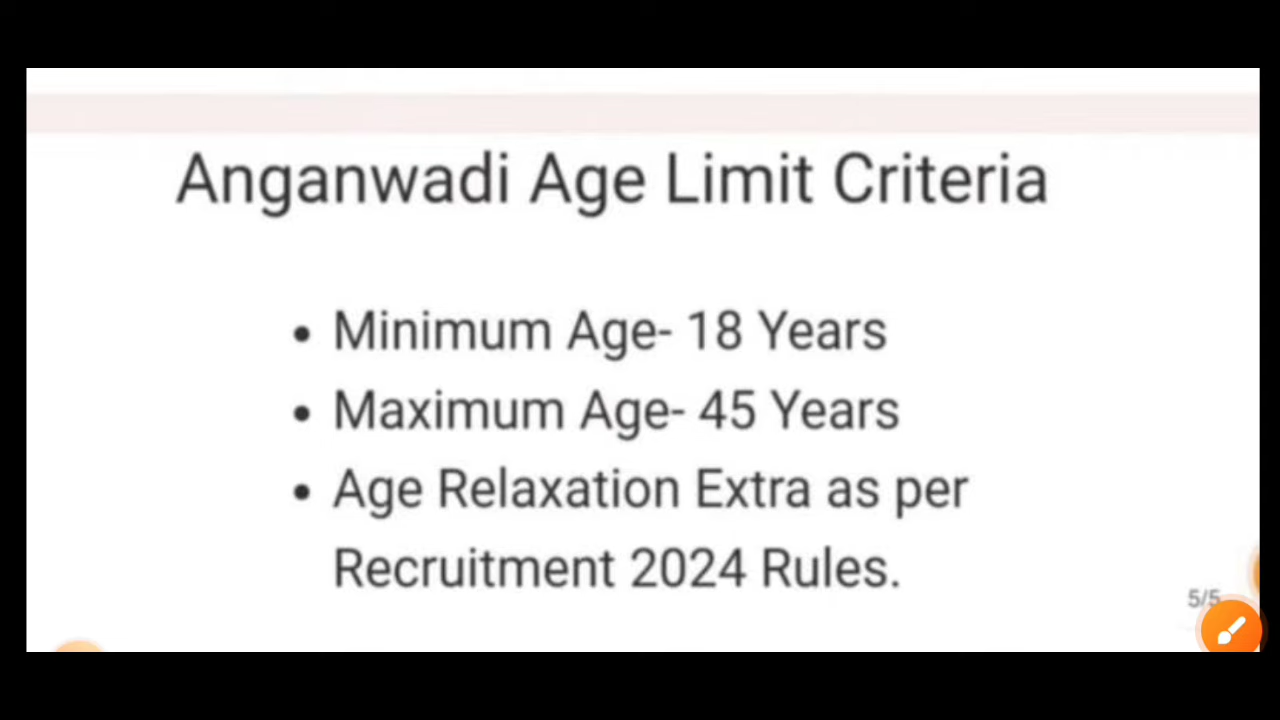 Anganwadi Age Limit Criteria
• Minimum Age- 18 Years
• Maximum Age- 45 Years
• Age Relaxation Extra as per
Recruitment 2024 Rules.
5/5